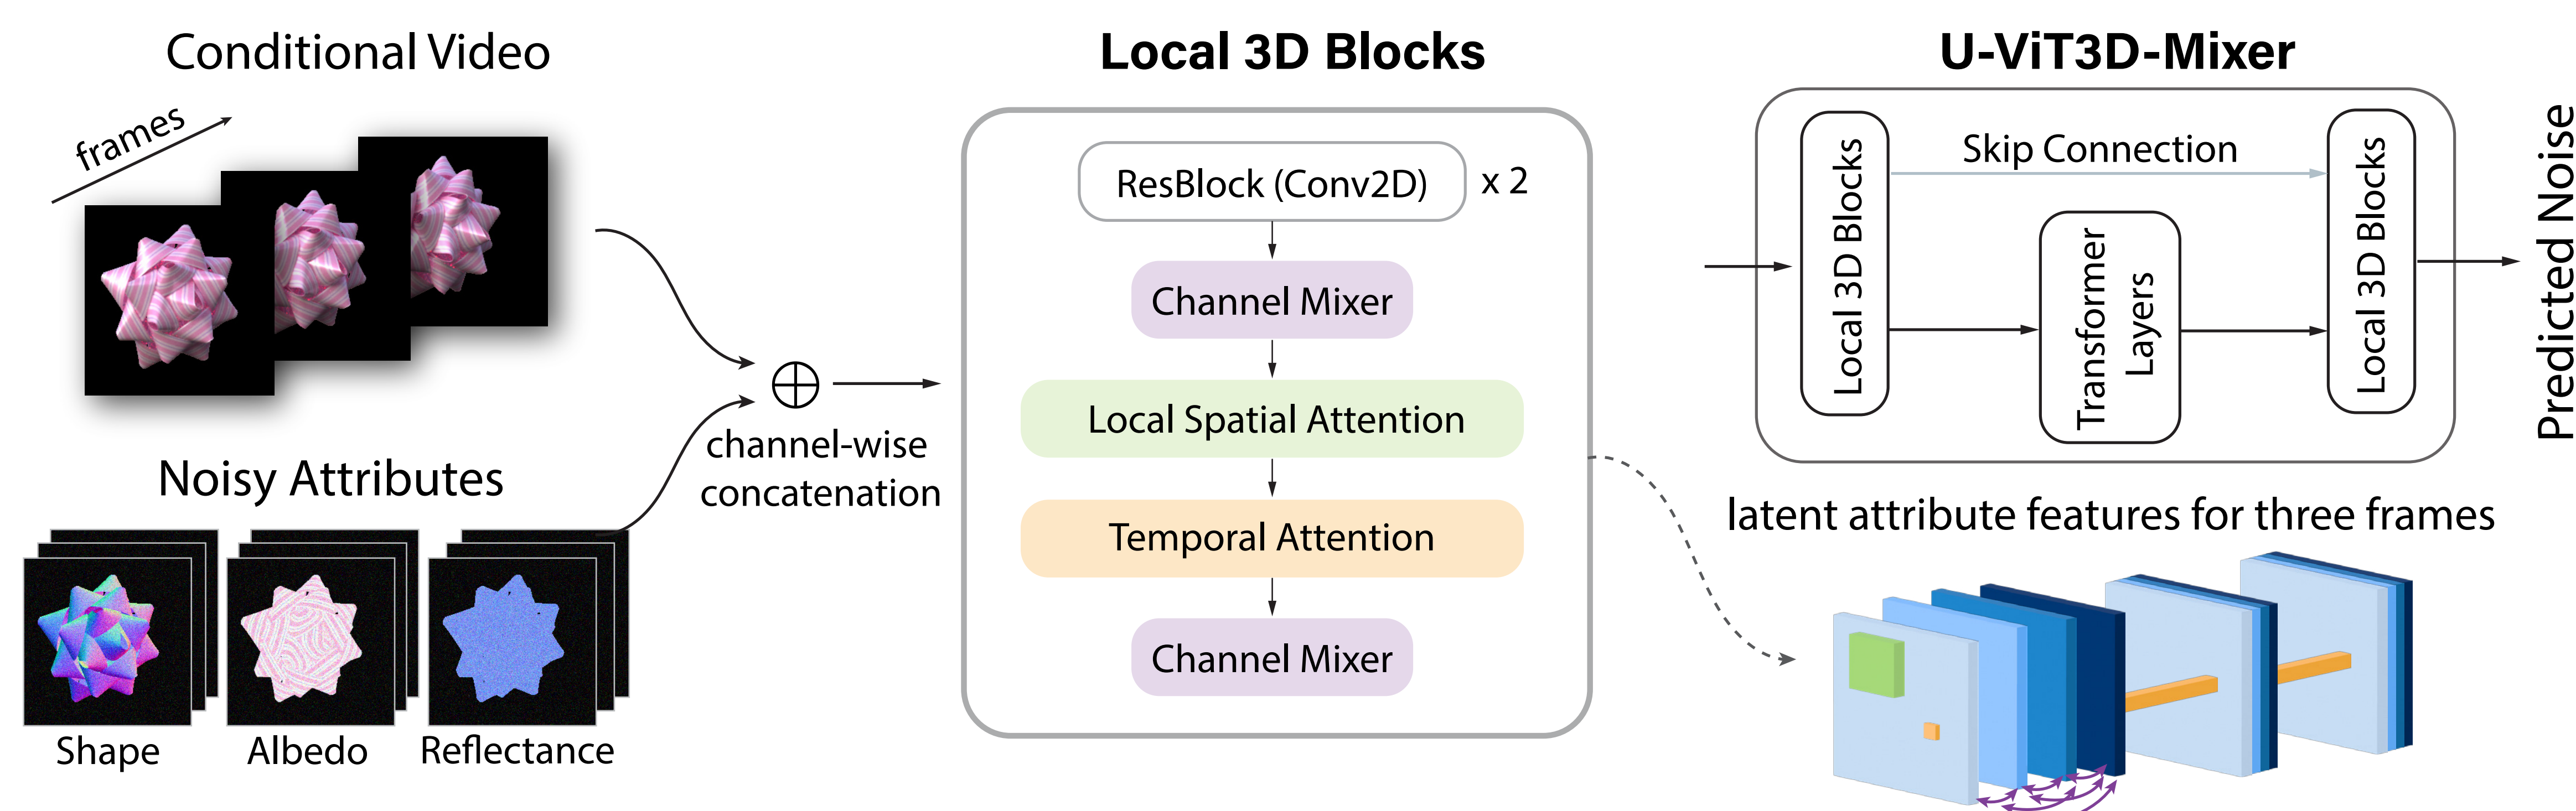 Conditional Video
frames
Noisy Attributes
Shape
Albedo
Reflectance
channel-wise
concatenation
Local 3D Blocks
ResBlock (Conv2D)
x 2
Channel Mixer
Local Spatial Attention
Temporal Attention
Channel Mixer
U-ViT3D-Mixer
Local 3D Blocks
Skip Connection
Transformer
Layers
Local 3D Blocks
Predicted Noise
latent attribute features for three frames